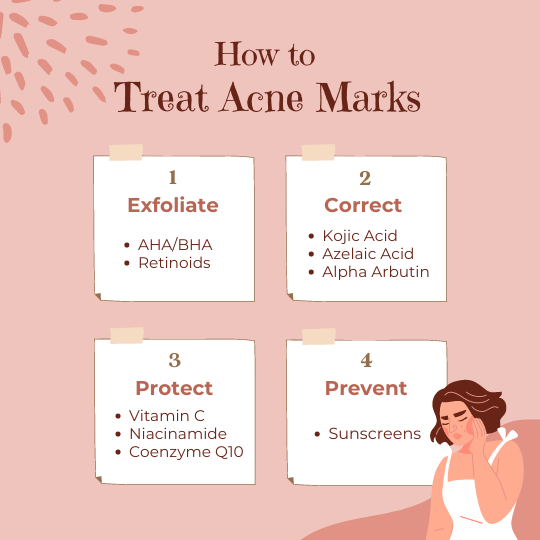 How to
Treat Acne Marks
1
Exfoliate
• AHA/BHA
• Retinoids
2
Correct
• Kojic Acid
• Azelaic Acid
• Alpha Arbutin
3
Protect
• Vitamin C
• Niacinamide
• Coenzyme Q10
4
Prevent
• Sunscreens